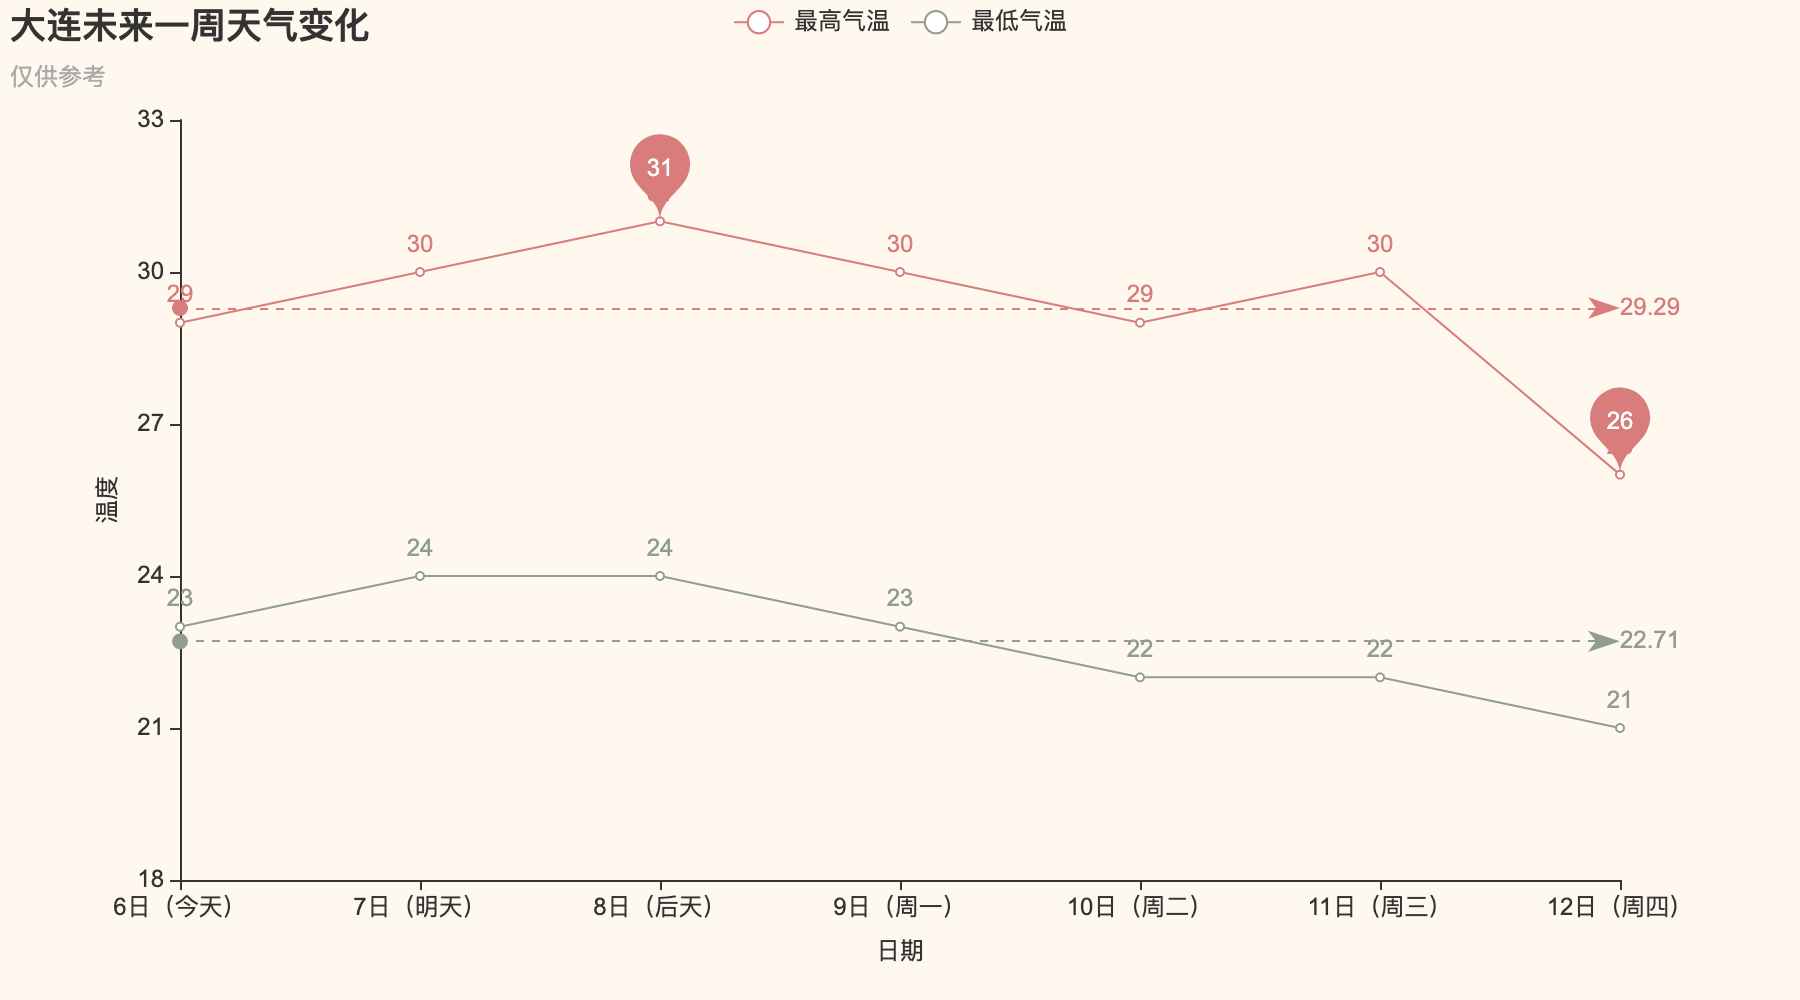 大连未来一周天气变化
仅供参考
最高气温 最低气温
33
30
27
24
21
18
温度
29 30 31 30 29 30 26
29.29
23 24 24 23 22 22 21
22.71
6日（今天） 7日（明天） 8日（后天） 9日（周一） 10日（周二） 11日（周三） 12日（周四）
日期